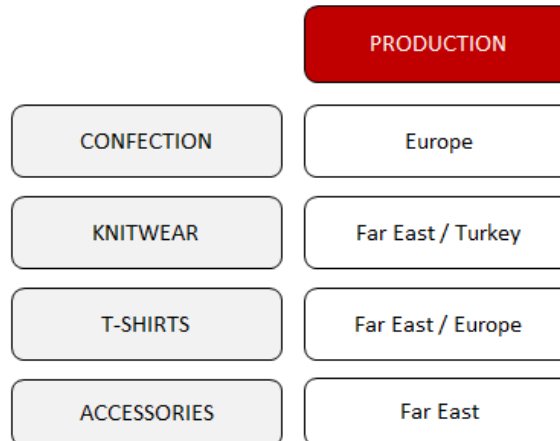 PRODUCTION
CONFECTION Europe
KNITWEAR Far East / Turkey
T-SHIRTS Far East / Europe
ACCESSORIES Far East